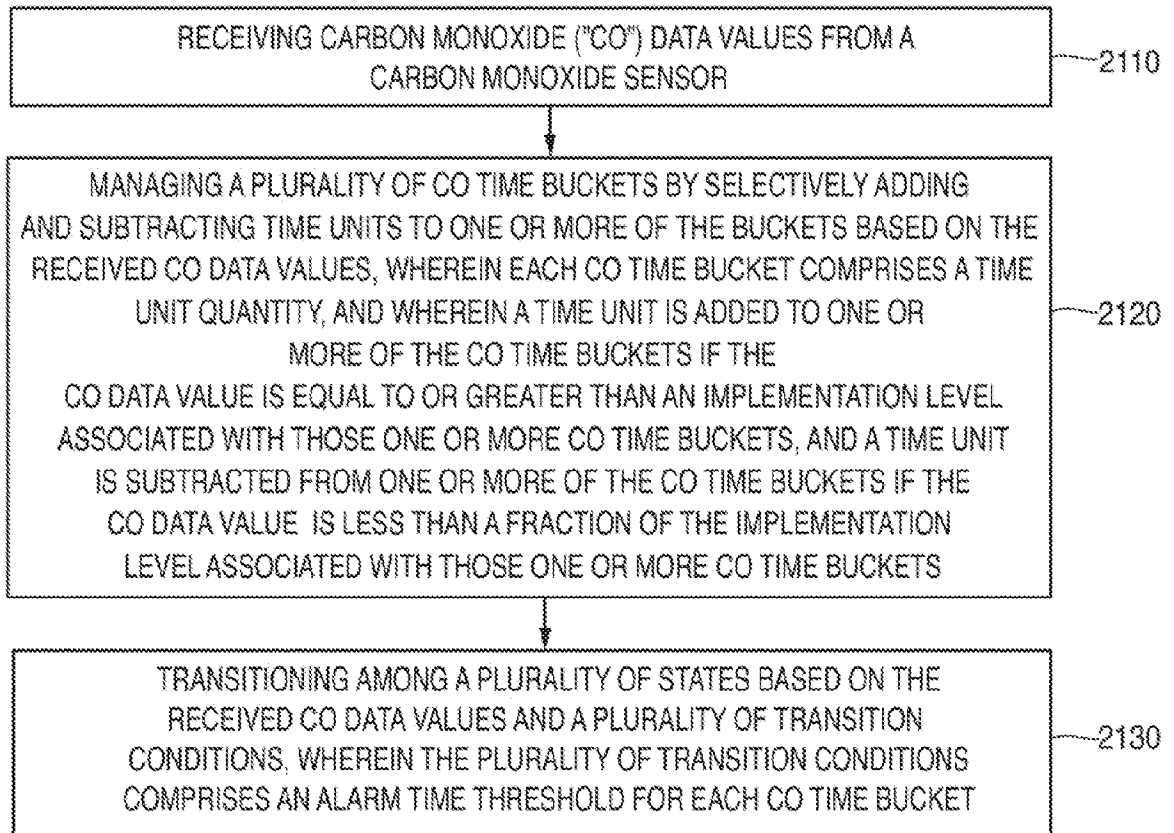 RECEIVING CARBON MONOXIDE ("CO") DATA VALUES FROM A
CARBON MONOXIDE SENSOR
2110
MANAGING A PLURALITY OF CO TIME BUCKETS BY SELECTIVELY ADDING
AND SUBTRACTING TIME UNITS TO ONE OR MORE OF THE BUCKETS BASED ON THE
RECEIVED CO DATA VALUES, WHEREIN EACH CO TIME BUCKET COMPRISES A TIME
UNIT QUANTITY, AND WHEREIN A TIME UNIT IS ADDED TO ONE OR
MORE OF THE CO TIME BUCKETS IF THE
CO DATA VALUE IS EQUAL TO OR GREATER THAN AN IMPLEMENTATION LEVEL
ASSOCIATED WITH THOSE ONE OR MORE CO TIME BUCKETS, AND A TIME UNIT
IS SUBTRACTED FROM ONE OR MORE OF THE CO TIME BUCKETS IF THE
CO DATA VALUE IS LESS THAN A FRACTION OF THE IMPLEMENTATION
LEVEL ASSOCIATED WITH THOSE ONE OR MORE CO TIME BUCKETS
2120
TRANSITIONING AMONG A PLURALITY OF STATES BASED ON THE
RECEIVED CO DATA VALUES AND A PLURALITY OF TRANSITION
CONDITIONS, WHEREIN THE PLURALITY OF TRANSITION CONDITIONS
COMPRISES AN ALARM TIME THRESHOLD FOR EACH CO TIME BUCKET
2130